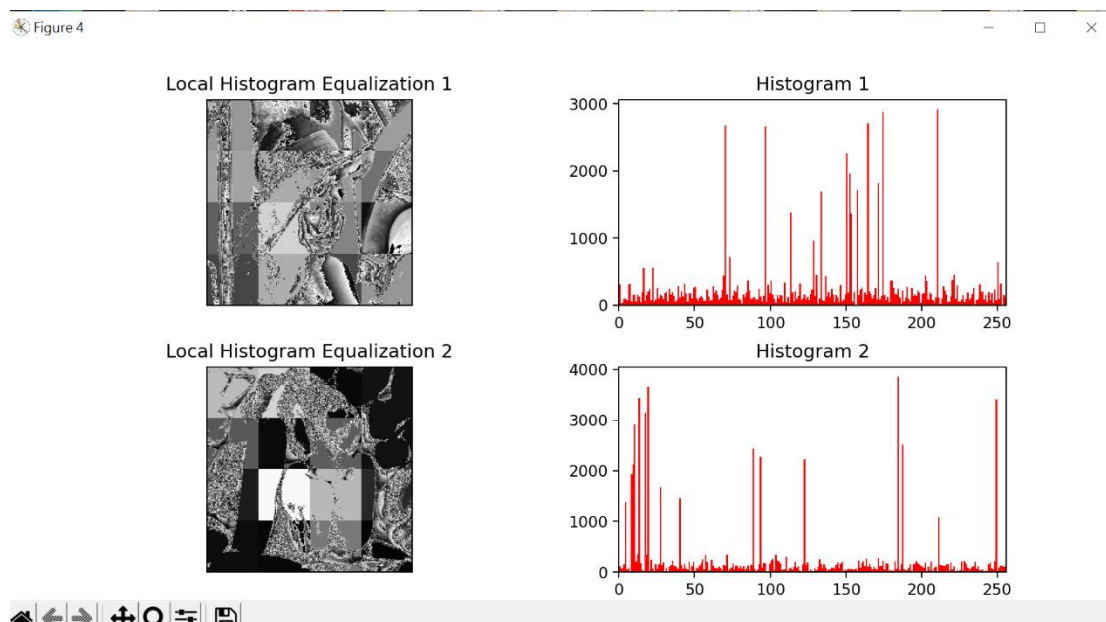 Figure 4
Local Histogram Equalization 1
Histogram 1
3000
2000
1000
0
0 50 100 150 200 250
Local Histogram Equalization 2
Histogram 2
4000
3000
2000
1000
0
0 50 100 150 200 250